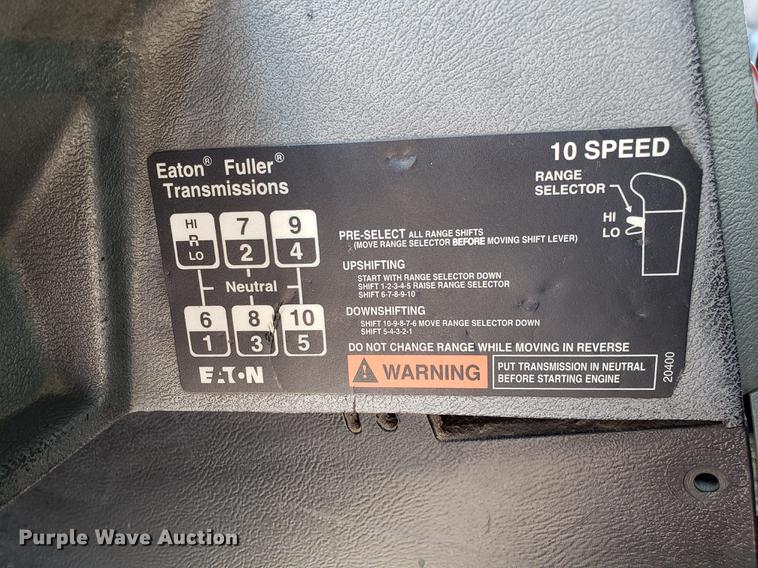 Eaton® Fuller®
Transmissions
10 SPEED
RANGE
SELECTOR
HI
LO
HI
R
LO
7
2
9
4
Neutral
6
1
8
3
10
5
EATON
PRE-SELECT ALL RANGE SHIFTS
(MOVE RANGE SELECTOR BEFORE MOVING SHIFT LEVER)
UPSHIFTING
START WITH RANGE SELECTOR DOWN
SHIFT 1-2-3-4-5 RAISE RANGE SELECTOR
SHIFT 6-7-8-9-10
DOWNSHIFTING
SHIFT 10-9-8-7-6 MOVE RANGE SELECTOR DOWN
SHIFT 5-4-3-2-1
DO NOT CHANGE RANGE WHILE MOVING IN REVERSE
WARNING
PUT TRANSMISSION IN NEUTRAL
BEFORE STARTING ENGINE
20400
Purple Wave Auction